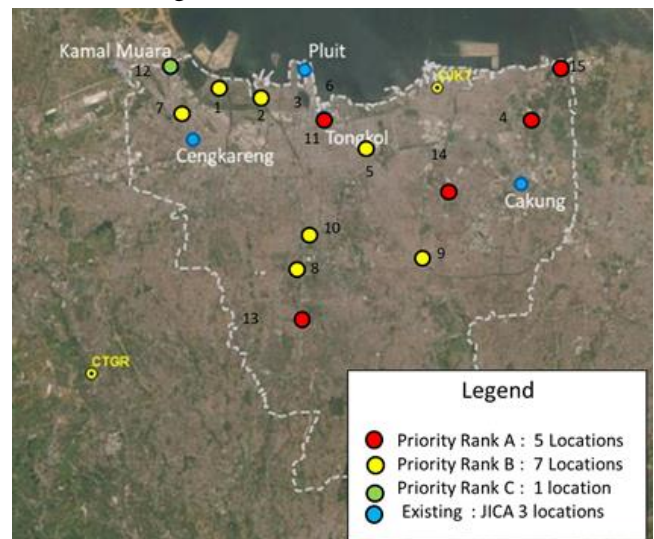 Kamal Muara
Pluit
12
15
6
CJKT
1
2
3
7
4
11
Tongkol
Cengkareng
5
14
Cakung
10
9
8
13
CTGR
Legend
Priority Rank A : 5 Locations
Priority Rank B : 7 Locations
Priority Rank C : 1 location
Existing : JICA 3 locations